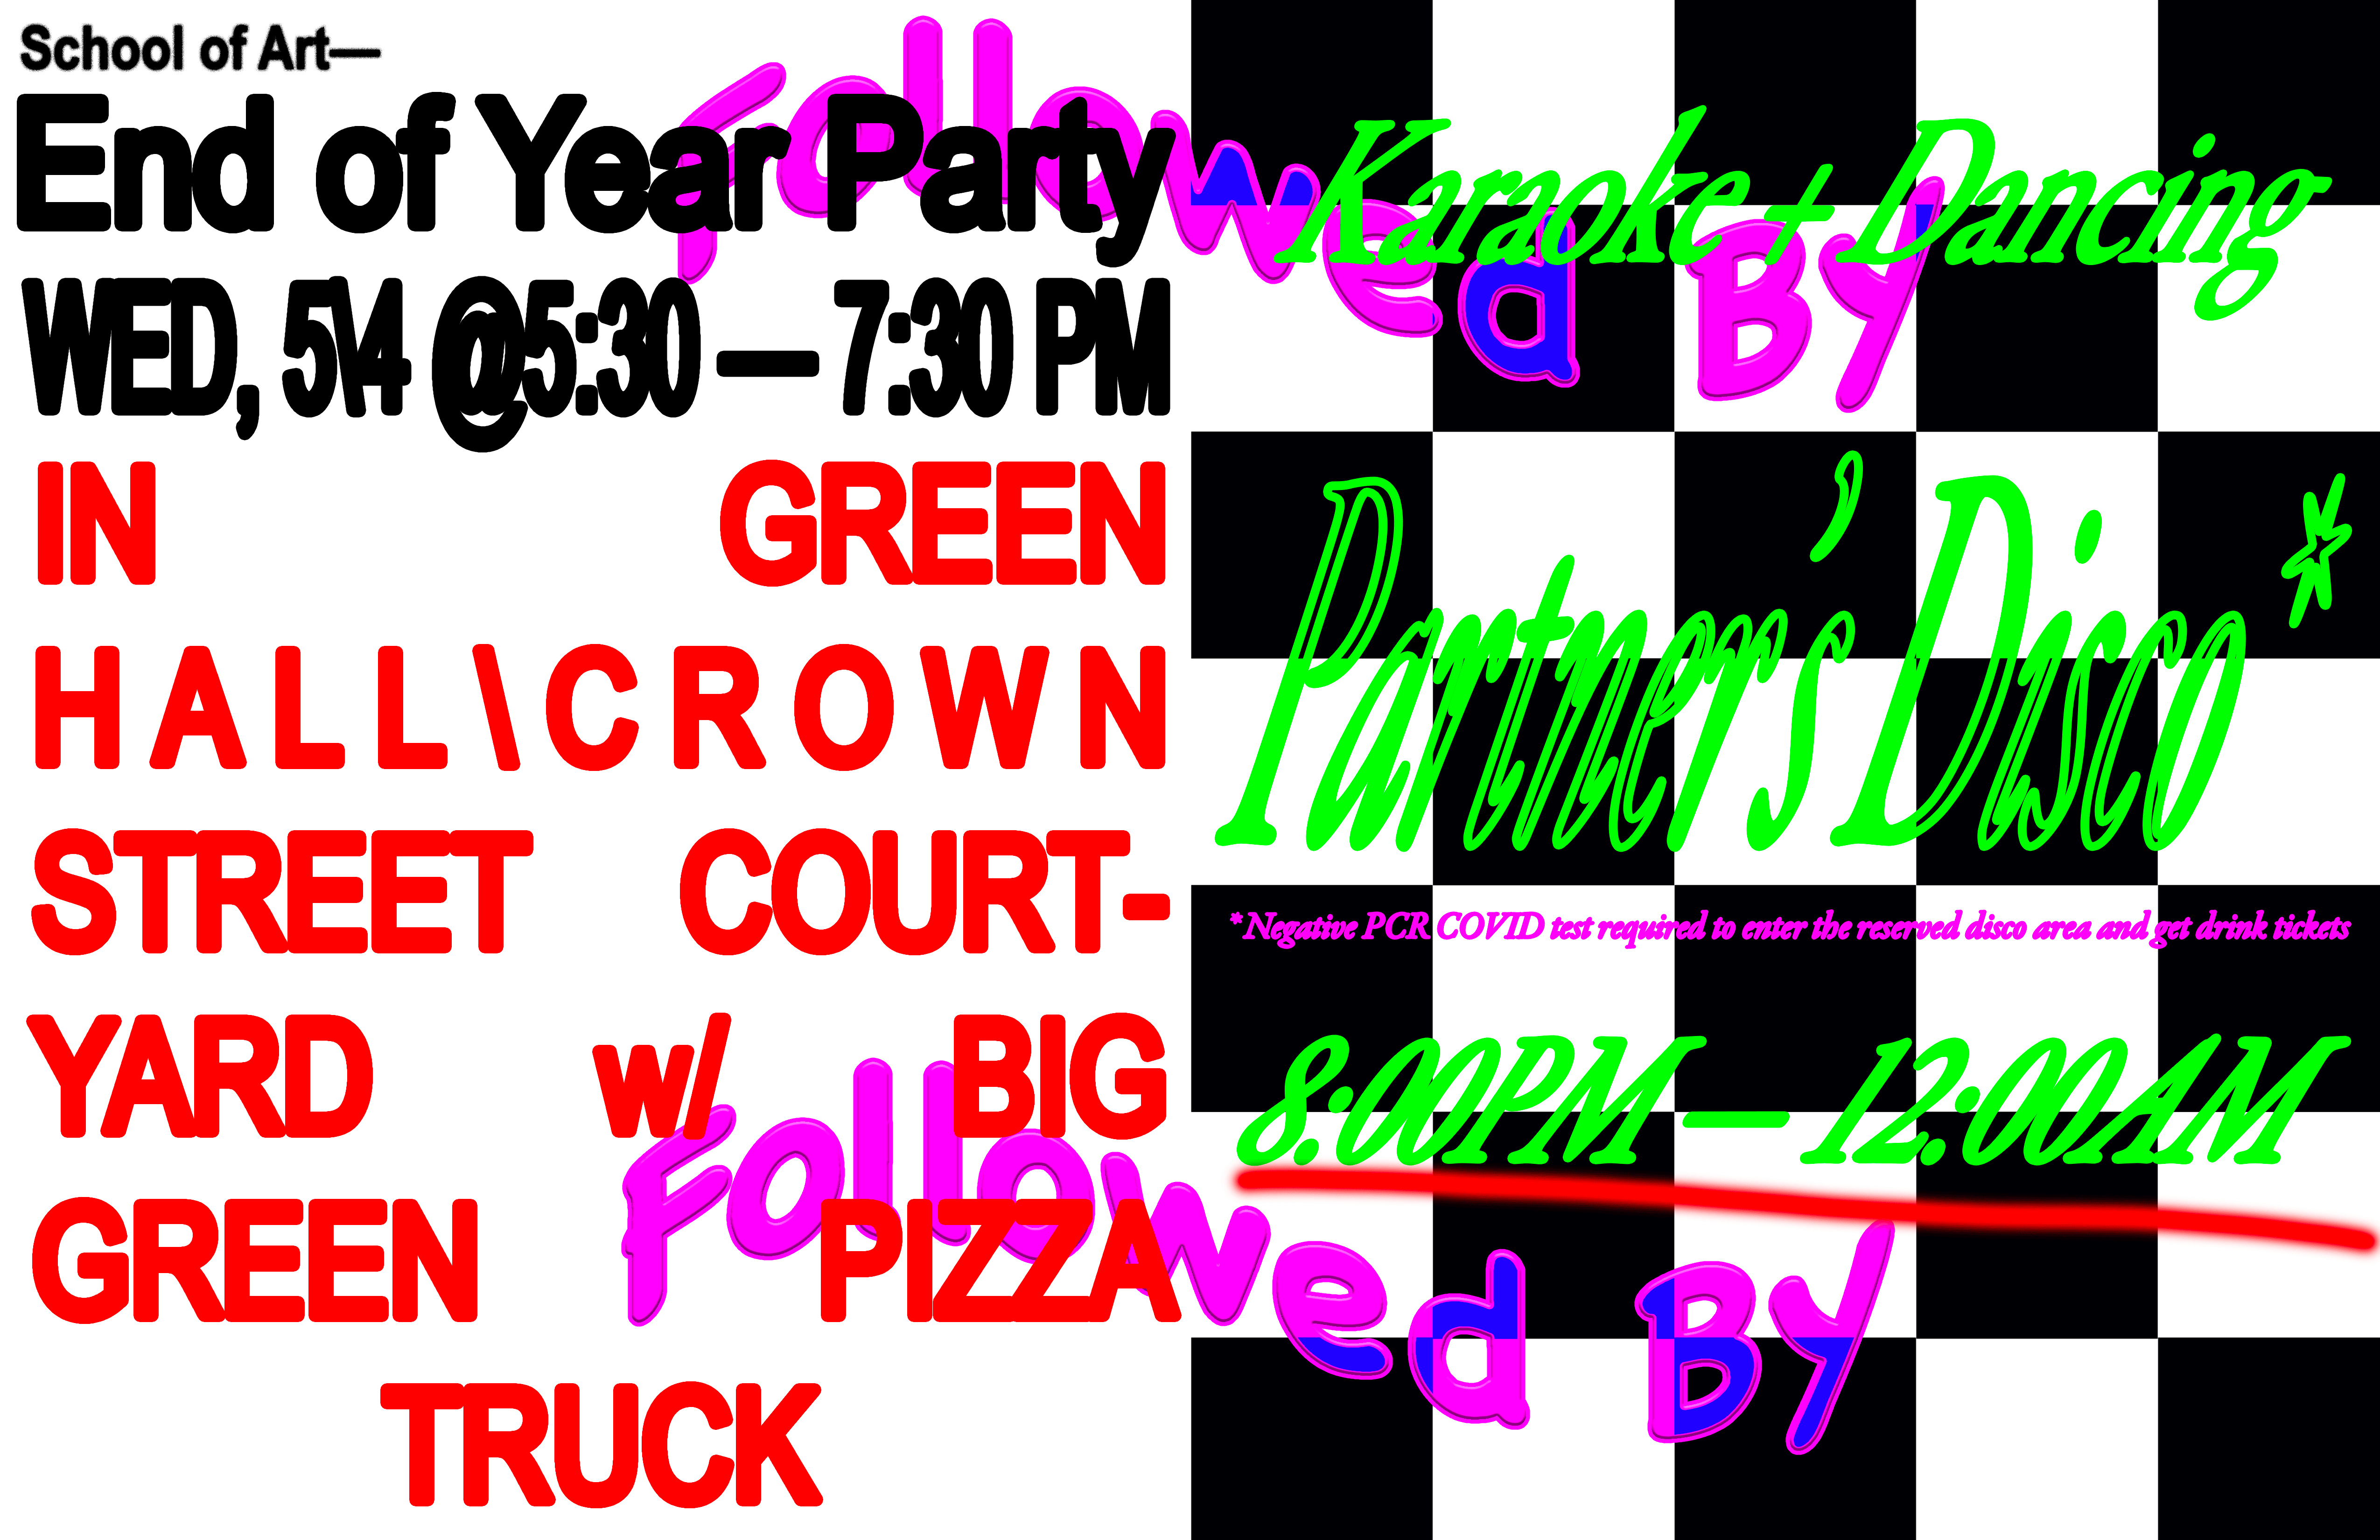 School of Art—
End of Year Party
WED, 5\4 @5:30 — 7:30 PM
IN GREEN
HALL\CROWN
STREET COURT-
YARD w/ BIG
GREEN PIZZA
TRUCK
Followed By
Karaoke + Dancing
Partners' Disco*
*Negative PCR COVID test required to enter the reserved disco area and get drink tickets
8:00PM — 12:00AM
Followed By